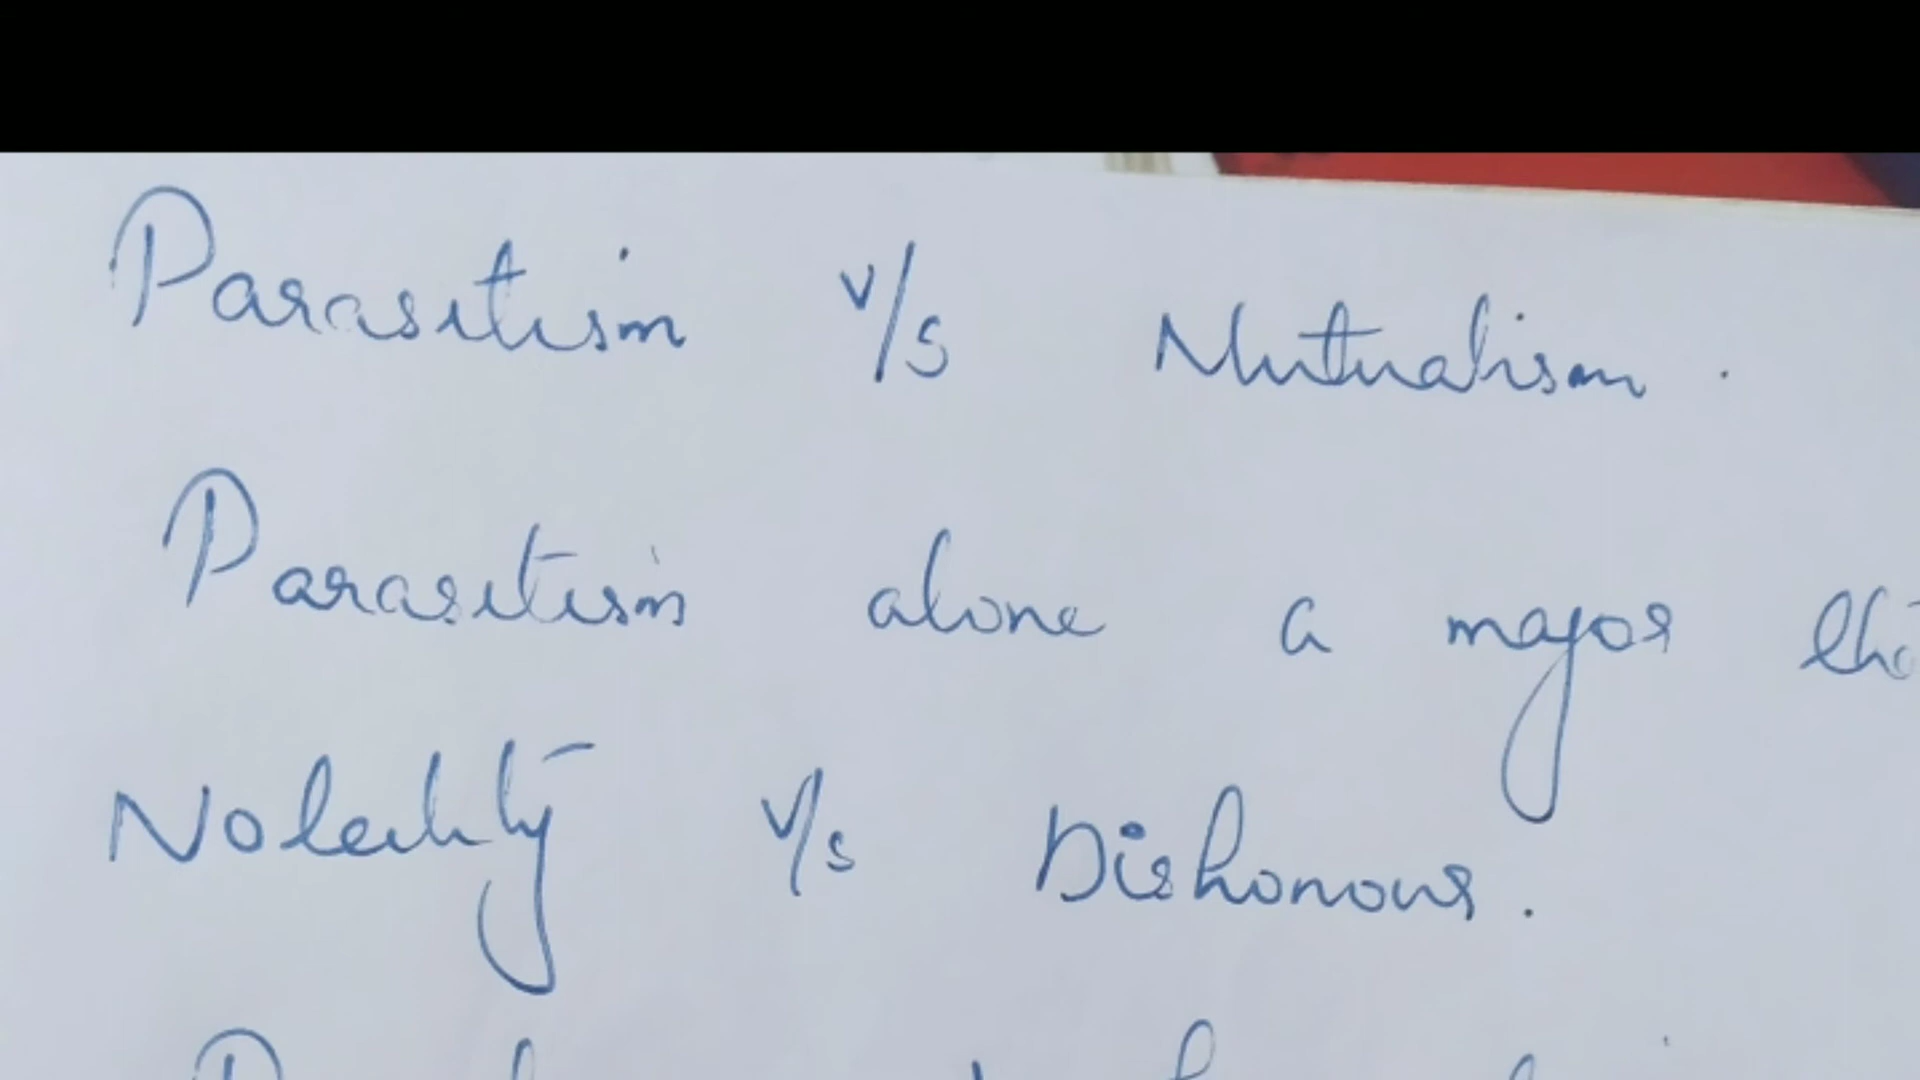 Parasitism v/s Mutualism.
Parasitism alone a major
Nobility v/s Dishonour.